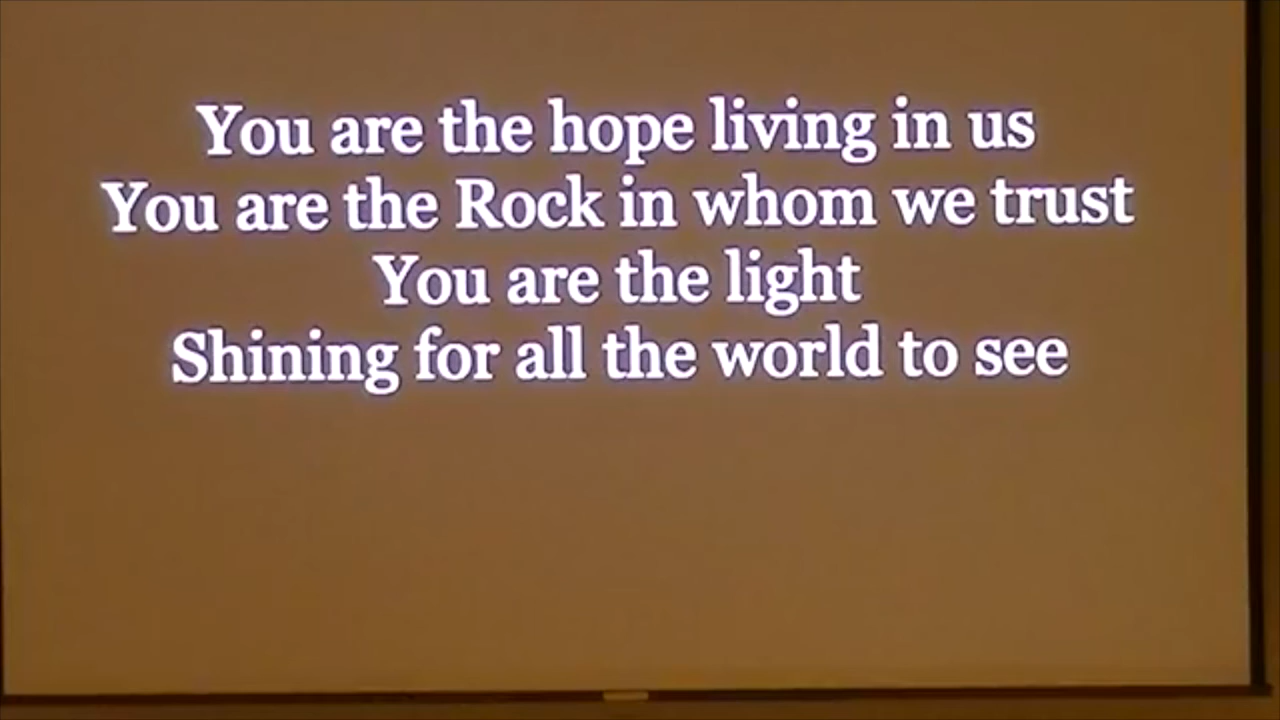 You are the hope living in us
You are the Rock in whom we trust
You are the light
Shining for all the world to see